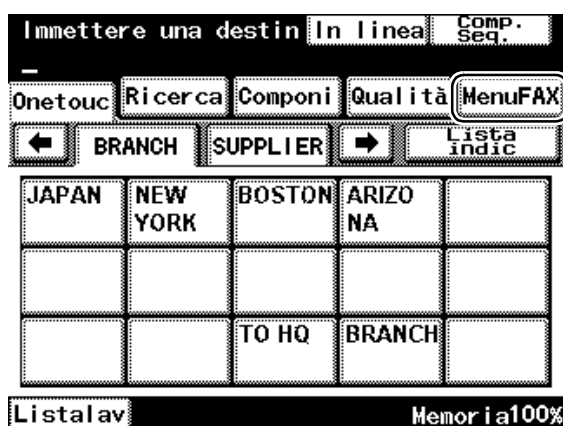 Immettere una destin In linea Comp. Seq.
Onetouc Ricerca Componi Qualità MenuFAX
BRANCH SUPPLIER Lista indic
JAPAN NEW YORK BOSTON ARIZO NA
TO HQ BRANCH
Listalav Memoria100%